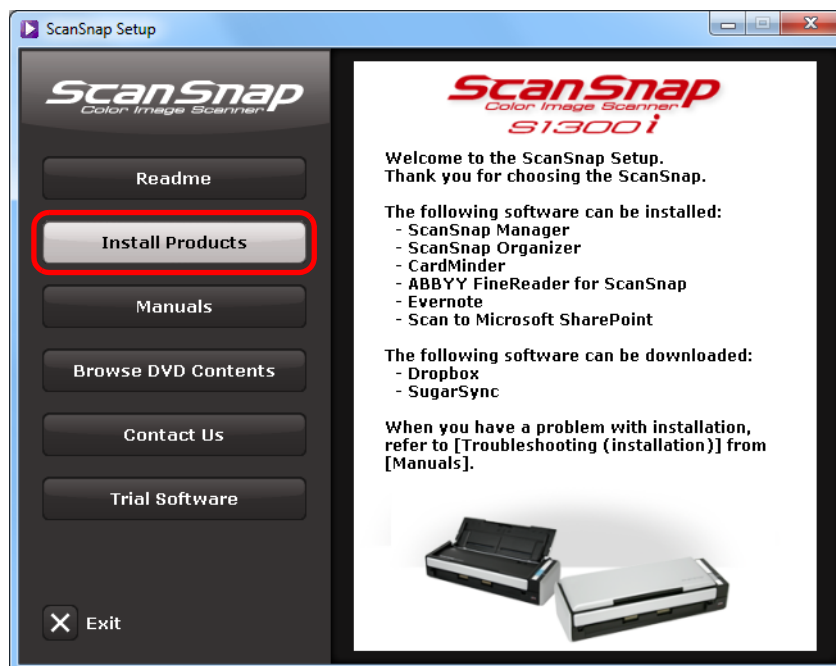 ScanSnap Setup
ScanSnap
Color Image Scanner
Readme
Install Products
Manuals
Browse DVD Contents
Contact Us
Trial Software
Exit
ScanSnap
Color Image Scanner
S1300i
Welcome to the ScanSnap Setup.
Thank you for choosing the ScanSnap.
The following software can be installed:
- ScanSnap Manager
- ScanSnap Organizer
- CardMinder
- ABBYY FineReader for ScanSnap
- Evernote
- Scan to Microsoft SharePoint
The following software can be downloaded:
- Dropbox
- SugarSync
When you have a problem with installation,
refer to [Troubleshooting (installation)] from
[Manuals].